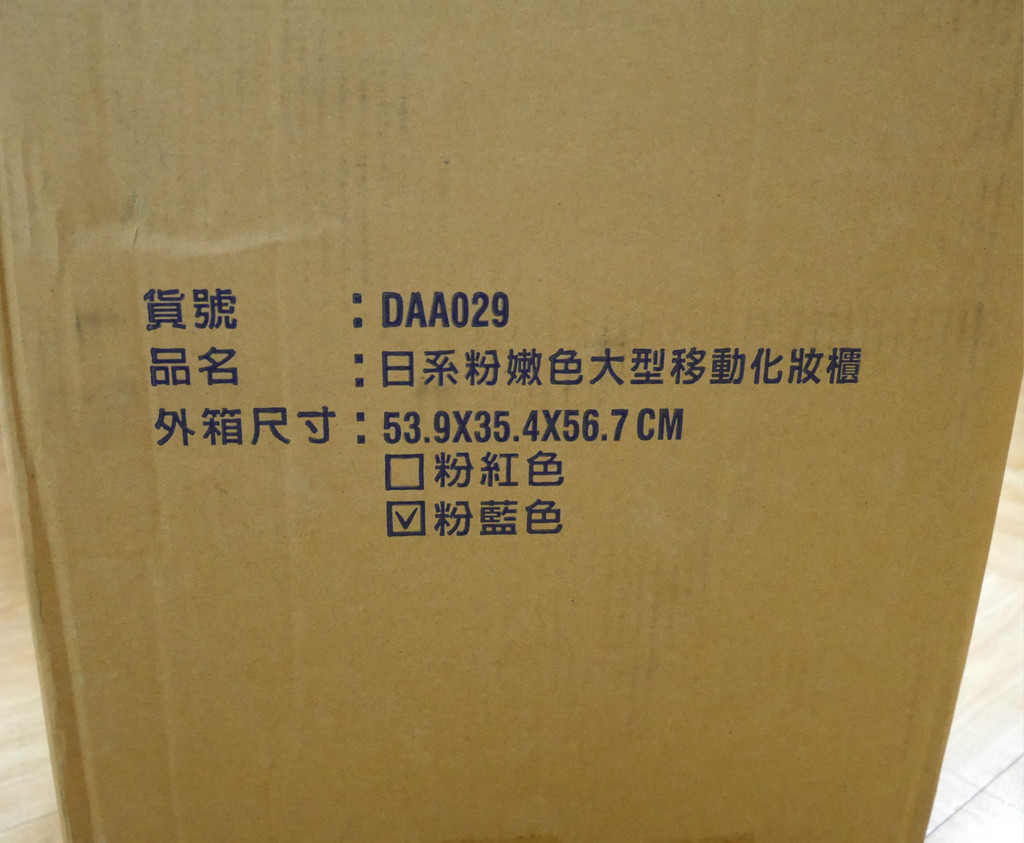 貨號 : DAA029
品名 : 日系粉嫩色大型移動化妝櫃
外箱尺寸 : 53.9X35.4X56.7 CM
☐粉紅色
☑粉藍色